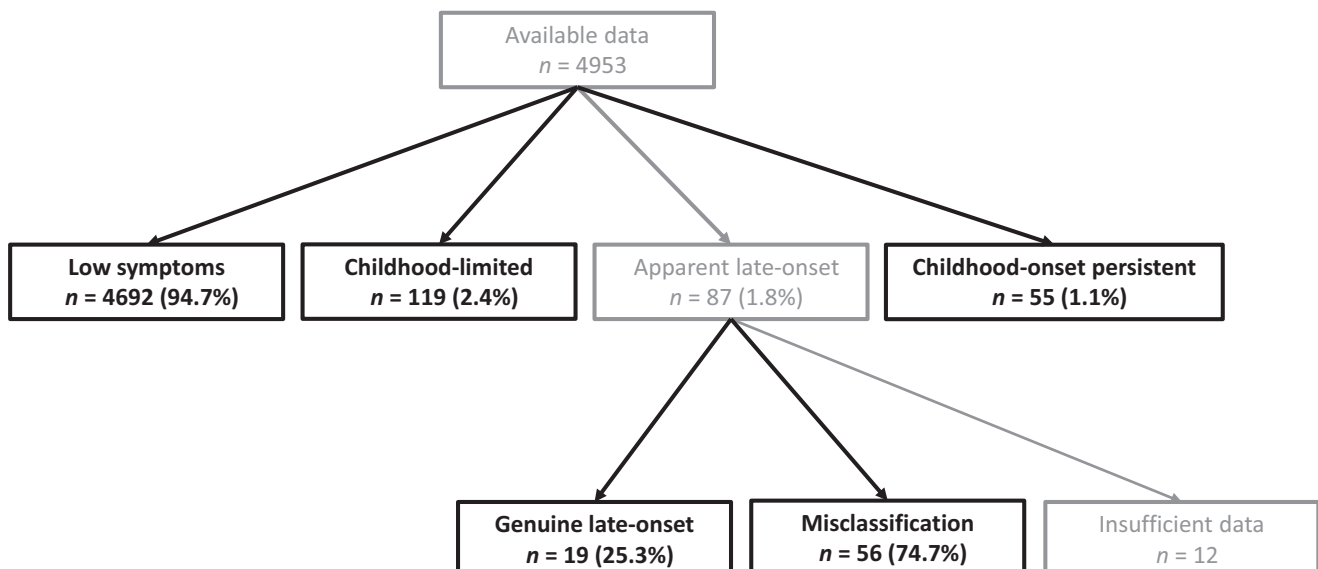 Available data
n = 4953
Low symptoms
n = 4692 (94.7%)
Childhood-limited
n = 119 (2.4%)
Apparent late-onset
n = 87 (1.8%)
Childhood-onset persistent
n = 55 (1.1%)
Genuine late-onset
n = 19 (25.3%)
Misclassification
n = 56 (74.7%)
Insufficient data
n = 12